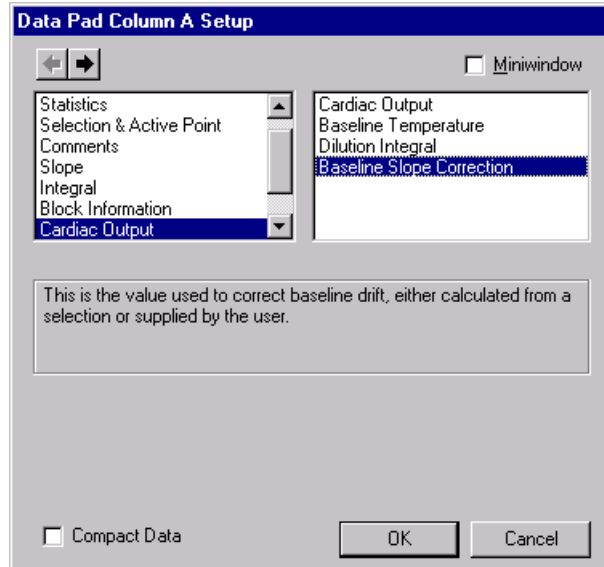 Data Pad Column A Setup
Miniwindow
Statistics
Selection & Active Point
Comments
Slope
Integral
Block Information
Cardiac Output
Cardiac Output
Baseline Temperature
Dilution Integral
Baseline Slope Correction
This is the value used to correct baseline drift, either calculated from a
selection or supplied by the user.
Compact Data
OK
Cancel